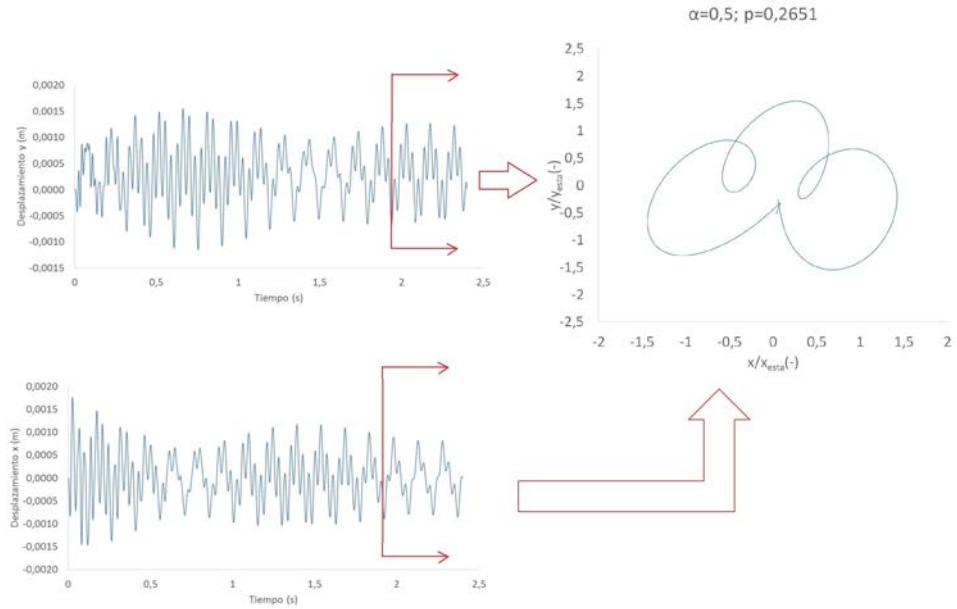 α=0,5; p=0,2651
Desplazamiento y (m)
0,0020
0,0015
0,0010
0,0005
0,0000
-0,0005
-0,0010
-0,0015
0 0,5 1 1,5 2 2,5
Tiempo (s)
y/yesta(-)
2,5
2
1,5
1
0,5
0
-0,5
-1
-1,5
-2
-2,5
-2 -1,5 -1 -0,5 0 0,5 1 1,5 2
x/xesta(-)
Desplazamiento x (m)
0,0020
0,0015
0,0010
0,0005
0,0000
-0,0005
-0,0010
-0,0015
-0,0020
0 0,5 1 1,5 2 2,5
Tiempo (s)